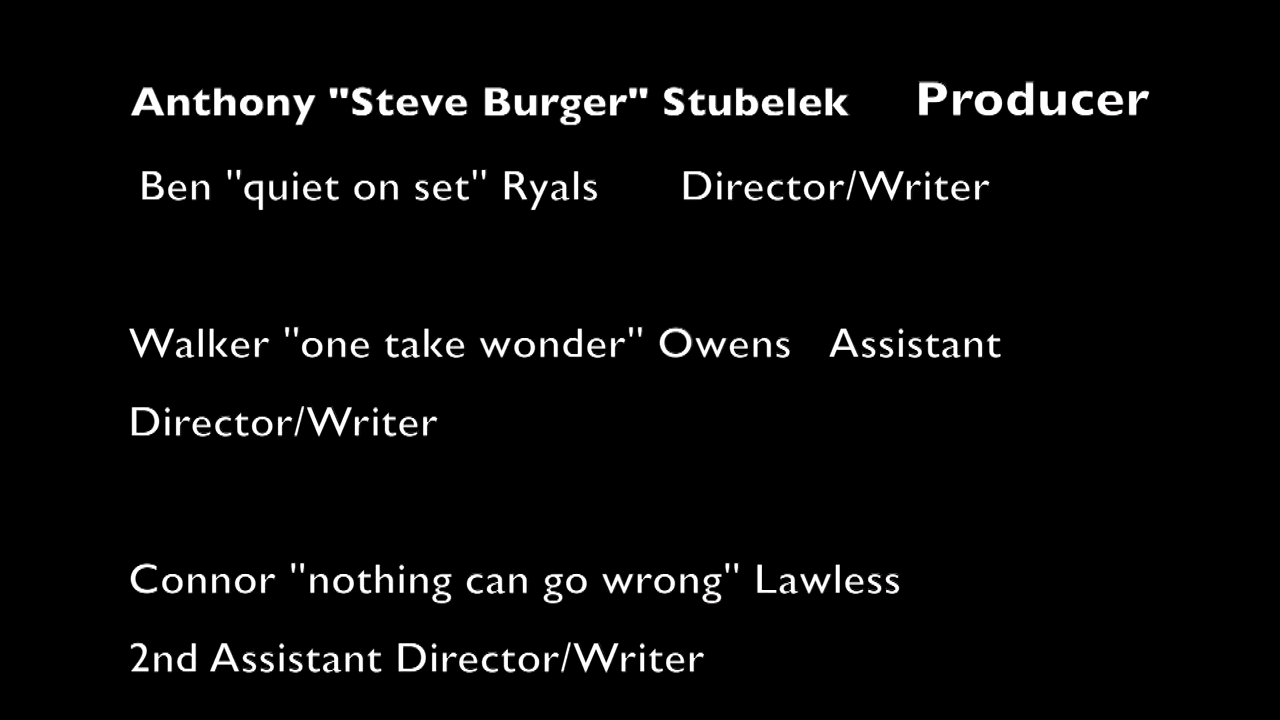 Anthony "Steve Burger" Stubelek Producer
Ben "quiet on set" Ryals Director/Writer
Walker "one take wonder" Owens Assistant
Director/Writer
Connor "nothing can go wrong" Lawless
2nd Assistant Director/Writer